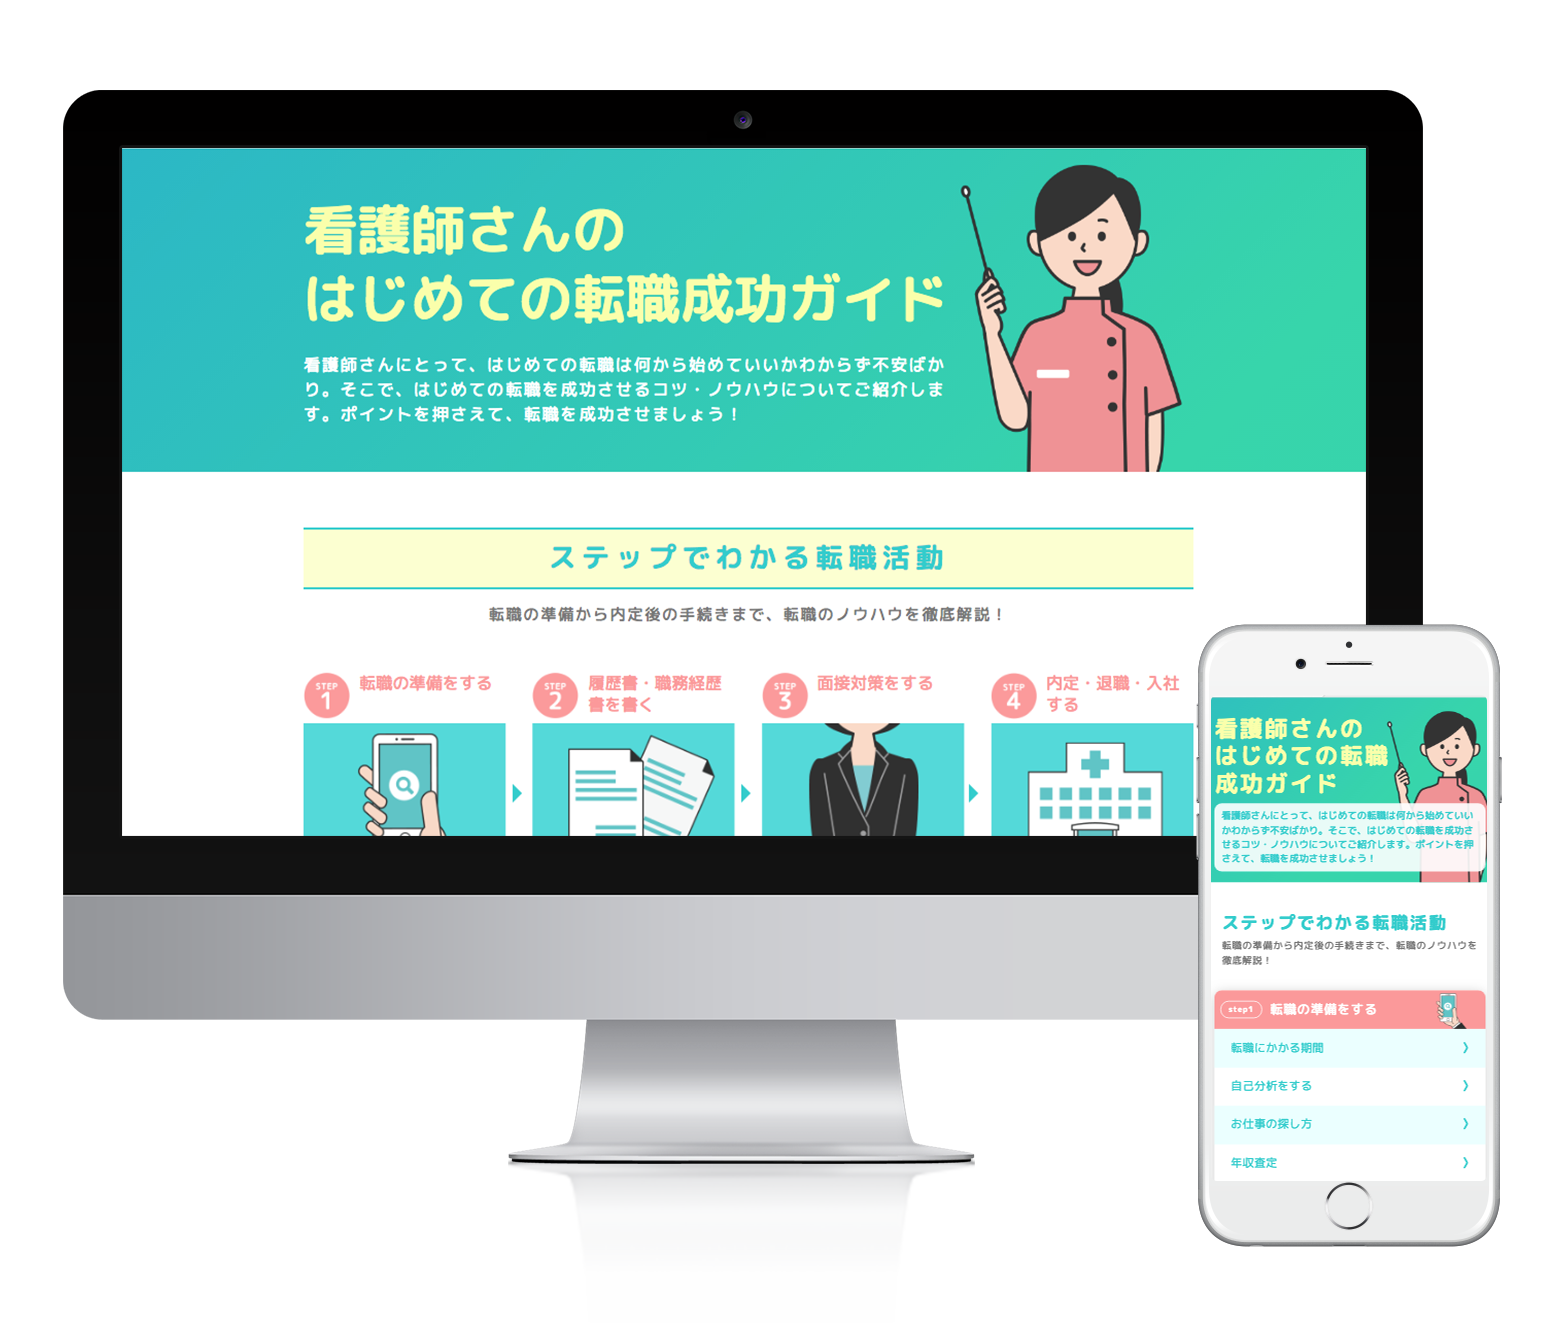 看護師さんの
はじめての転職成功ガイド
看護師さんにとって、はじめての転職は何から始めていいかわからず不安ばか
り。そこで、はじめての転職を成功させるコツ・ノウハウについてご紹介しま
す。ポイントを押さえて、転職を成功させましょう！
ステップでわかる転職活動
転職の準備から内定後の手続きまで、転職のノウハウを徹底解説！
STEP
1
転職の準備をする
STEP
2
履歴書・職務経歴
書を書く
STEP
3
面接対策をする
STEP
4
内定・退職・入社
する
看護師さんの
はじめての転職
成功ガイド
看護師さんにとって、はじめての転職は何から始めていい
かわからず不安ばかり。そこで、はじめての転職を成功さ
せるコツ・ノウハウについてご紹介します。ポイントを押
さえて、転職を成功させましょう！
ステップでわかる転職活動
転職の準備から内定後の手続きまで、転職のノウハウを
徹底解説！
step1 転職の準備をする
転職にかかる期間
自己分析をする
お仕事の探し方
年収査定